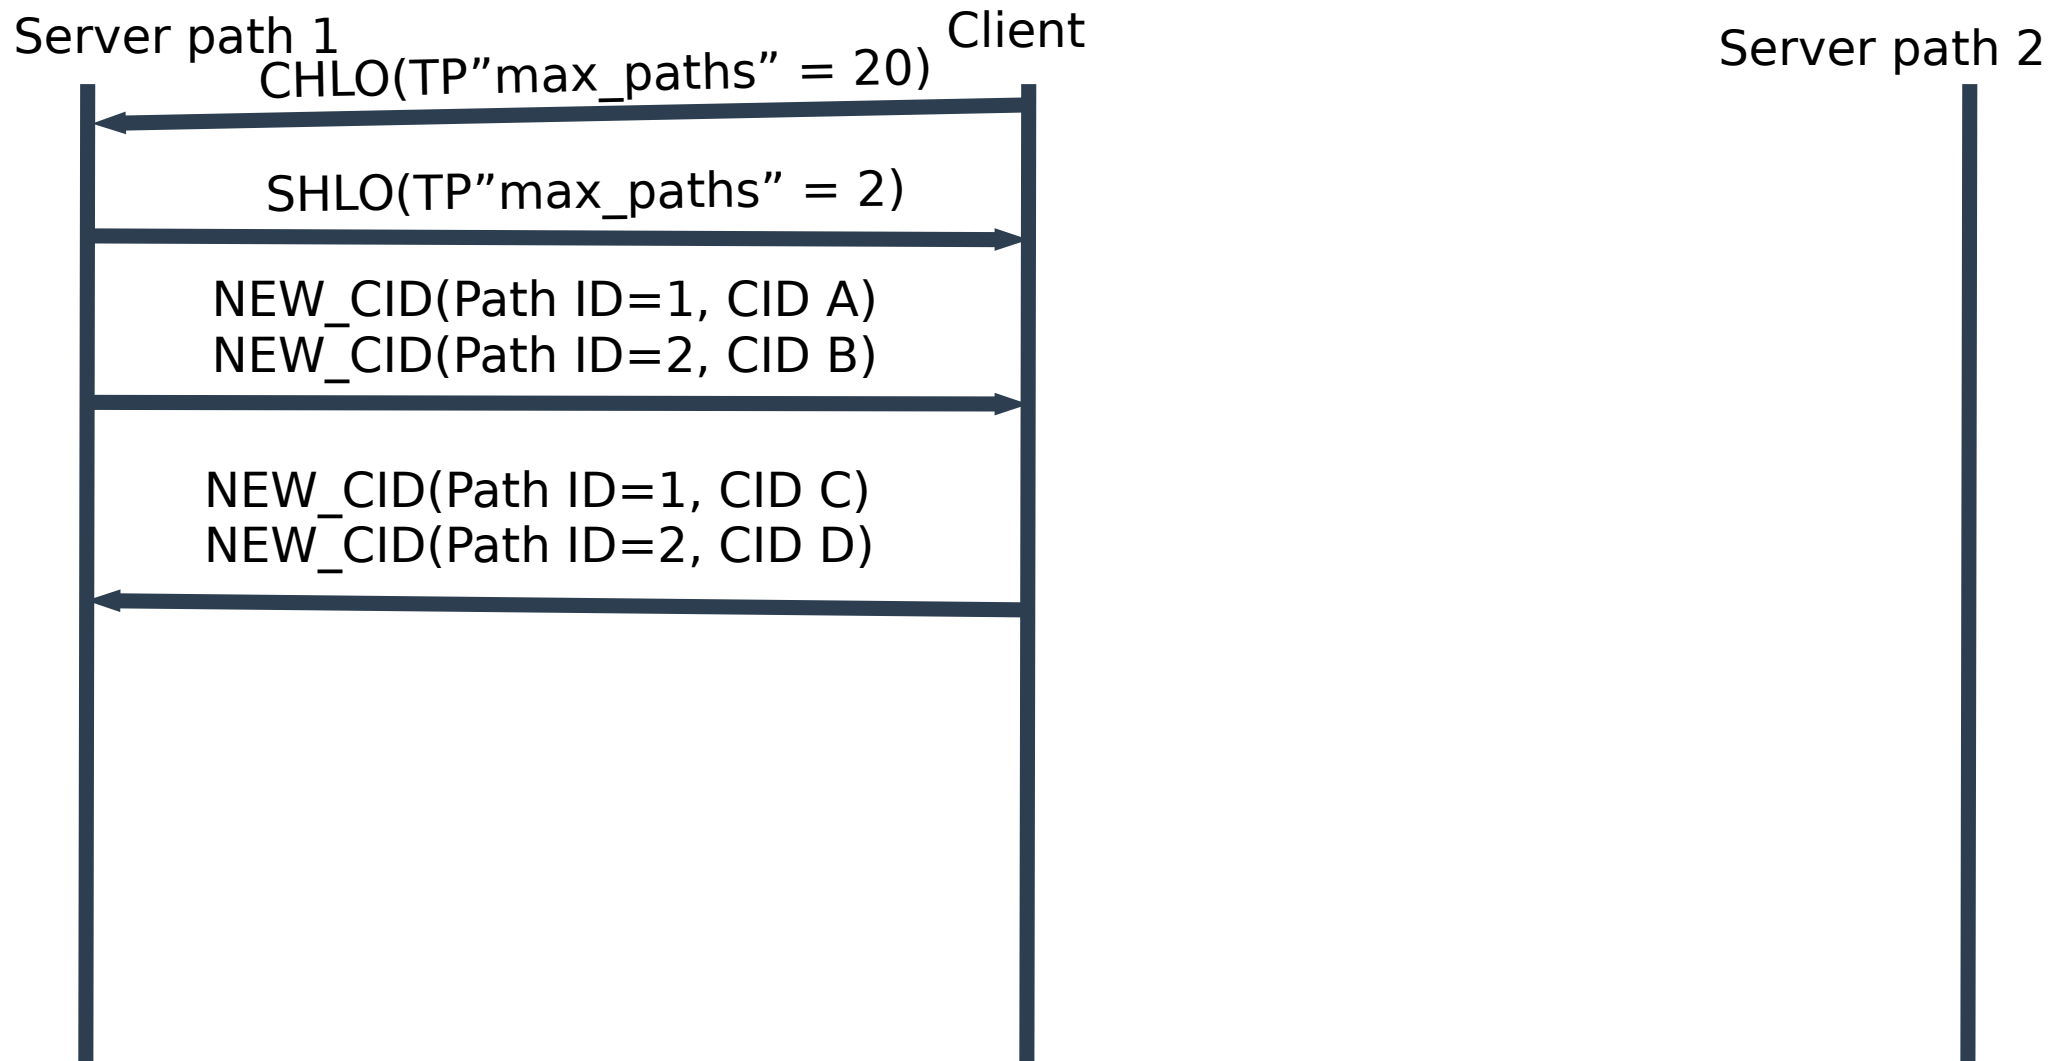 Server path 1
Client
Server path 2
CHLO(TP”max_paths” = 20)
SHLO(TP”max_paths” = 2)
NEW_CID(Path ID=1, CID A)
NEW_CID(Path ID=2, CID B)
NEW_CID(Path ID=1, CID C)
NEW_CID(Path ID=2, CID D)